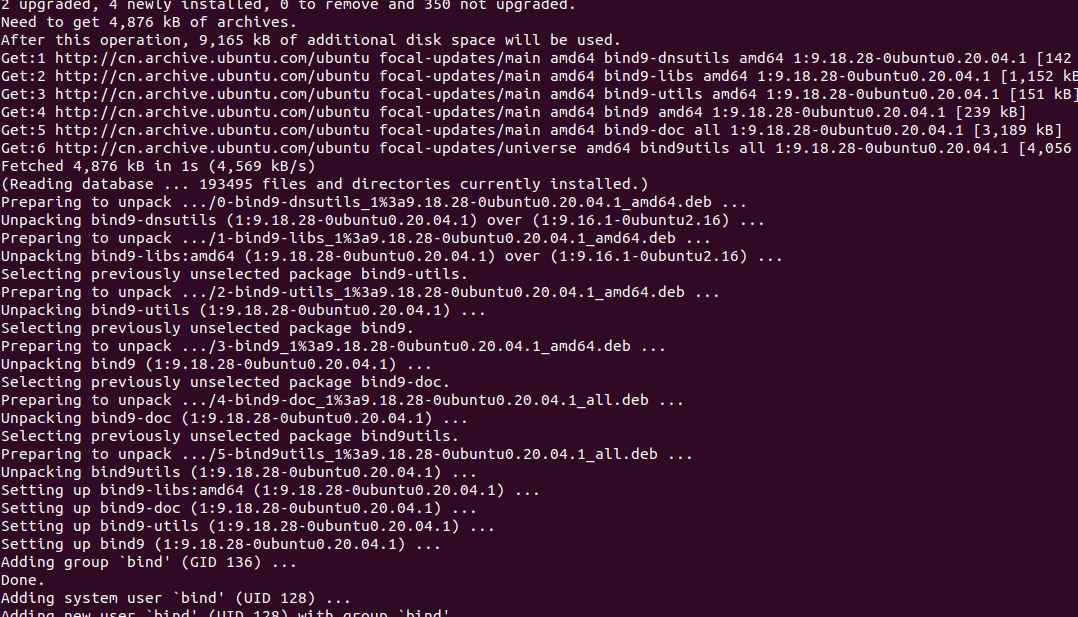 2 upgraded, 4 newly installed, 0 to remove and 350 not upgraded.
Need to get 4,876 kB of archives.
After this operation, 9,165 kB of additional disk space will be used.
Get:1 http://cn.archive.ubuntu.com/ubuntu focal-updates/main amd64 bind9-dnsutils amd64 1:9.18.28-0ubuntu0.20.04.1 [142
Get:2 http://cn.archive.ubuntu.com/ubuntu focal-updates/main amd64 bind9-libs amd64 1:9.18.28-0ubuntu0.20.04.1 [1,152 kB
Get:3 http://cn.archive.ubuntu.com/ubuntu focal-updates/main amd64 bind9-utils amd64 1:9.18.28-0ubuntu0.20.04.1 [151 kB]
Get:4 http://cn.archive.ubuntu.com/ubuntu focal-updates/main amd64 bind9 amd64 1:9.18.28-0ubuntu0.20.04.1 [239 kB]
Get:5 http://cn.archive.ubuntu.com/ubuntu focal-updates/main amd64 bind9-doc all 1:9.18.28-0ubuntu0.20.04.1 [3,189 kB]
Get:6 http://cn.archive.ubuntu.com/ubuntu focal-updates/universe amd64 bind9utils all 1:9.18.28-0ubuntu0.20.04.1 [4,056
Fetched 4,876 kB in 1s (4,569 kB/s)
(Reading database ... 193495 files and directories currently installed.)
Preparing to unpack .../0-bind9-dnsutils_1%3a9.18.28-0ubuntu0.20.04.1_amd64.deb ...
Unpacking bind9-dnsutils (1:9.18.28-0ubuntu0.20.04.1) over (1:9.16.1-0ubuntu2.16) ...
Preparing to unpack .../1-bind9-libs_1%3a9.18.28-0ubuntu0.20.04.1_amd64.deb ...
Unpacking bind9-libs:amd64 (1:9.18.28-0ubuntu0.20.04.1) over (1:9.16.1-0ubuntu2.16) ...
Selecting previously unselected package bind9-utils.
Preparing to unpack .../2-bind9-utils_1%3a9.18.28-0ubuntu0.20.04.1_amd64.deb ...
Unpacking bind9-utils (1:9.18.28-0ubuntu0.20.04.1) ...
Selecting previously unselected package bind9.
Preparing to unpack .../3-bind9_1%3a9.18.28-0ubuntu0.20.04.1_amd64.deb ...
Unpacking bind9 (1:9.18.28-0ubuntu0.20.04.1) ...
Selecting previously unselected package bind9-doc.
Preparing to unpack .../4-bind9-doc_1%3a9.18.28-0ubuntu0.20.04.1_all.deb ...
Unpacking bind9-doc (1:9.18.28-0ubuntu0.20.04.1) ...
Selecting previously unselected package bind9utils.
Preparing to unpack .../5-bind9utils_1%3a9.18.28-0ubuntu0.20.04.1_all.deb ...
Unpacking bind9utils (1:9.18.28-0ubuntu0.20.04.1) ...
Setting up bind9-libs:amd64 (1:9.18.28-0ubuntu0.20.04.1) ...
Setting up bind9-doc (1:9.18.28-0ubuntu0.20.04.1) ...
Setting up bind9-utils (1:9.18.28-0ubuntu0.20.04.1) ...
Setting up bind9 (1:9.18.28-0ubuntu0.20.04.1) ...
Adding group `bind' (GID 136) ...
Done.
Adding system user `bind' (UID 128) ...
Adding new user `bind' (UID 128) with group `bind'